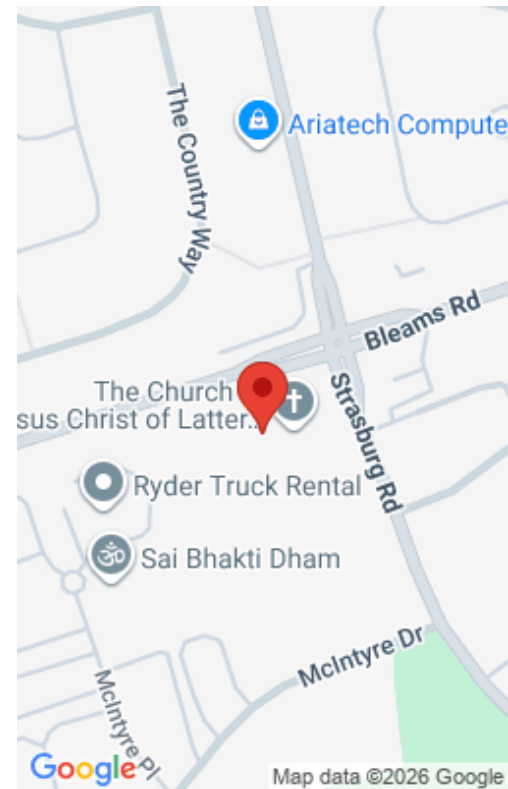 The Country Way
Ariatech Compute
Bleams Rd
The Church
sus Christ of Latter...
Strasburg Rd
Ryder Truck Rental
Sai Bhakti Dham
McIntyre Dr
McIntyre Pl
Google
Map data ©2026 Google